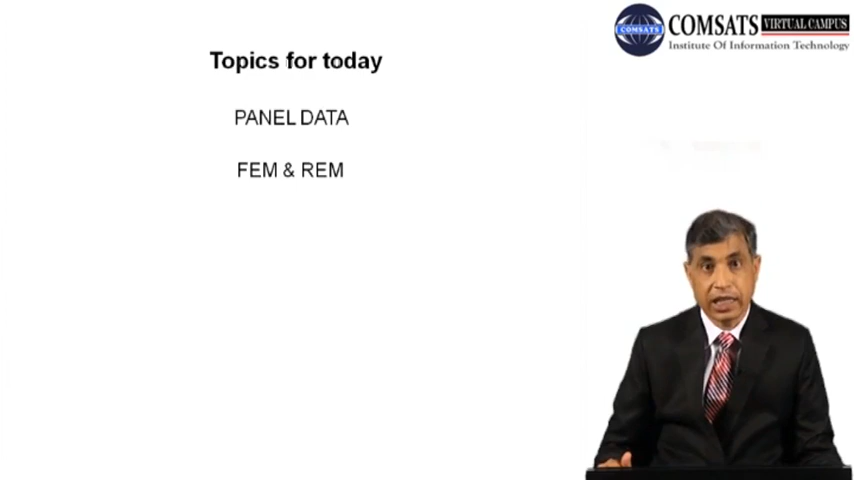 COMSATS VIRTUAL CAMPUS
COMSATS
Institute Of Information Technology
Topics for today
PANEL DATA
FEM & REM